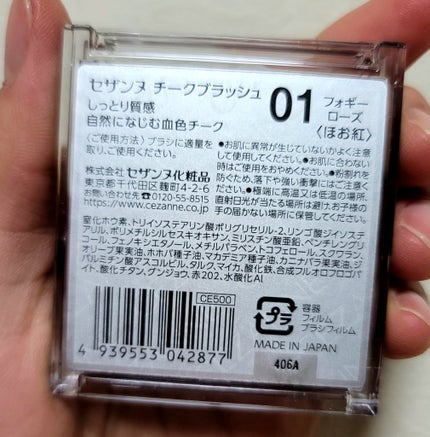 セザンヌ チークブラッシュ
しっとり質感
自然になじむ血色チーク
01 フォギー
ローズ
〈ほお紅〉
〈ご使用方法〉ブラシに適量を
取り、ご使用ください。
株式会社 セザンヌ化粧品
東京都千代田区麹町4-2-6
お問い合わせ☎0120-55-8515
https://www.cezanne.co.jp
●お肌に異常が生じていないかよく注意
して使用してください。●お肌に合わない
時はご使用をおやめください。●粉割れを
防ぐため、落下や強い衝撃にはご注意く
ださい。●極端に高温又は低温の場所、
直射日光が当たる場所は避けお子様の
手の届かない場所に保管してください。
窒化ホウ素、トリイソステアリン酸ポリグリセリル-2、リンゴ酸ジイソステ
アリル、ポリメチルシルセスキオキサン、ミリスチン酸亜鉛、ペンチレングリ
コール、フェノキシエタノール、メチルパラベン、トコフェロール、スクワラン、
オリーブ果実油、ホホバ種子油、マカデミア種子油、カニナバラ果実油、ジ
パルミチン酸アスコルビル、タルク、マイカ、酸化鉄、合成フルオロフロゴパ
イト、酸化チタン、グンジョウ、赤202、水酸化Al
CE500
4 939553 042877
プラ
容器
フィルム
ブラシフィルム
MADE IN JAPAN
406A